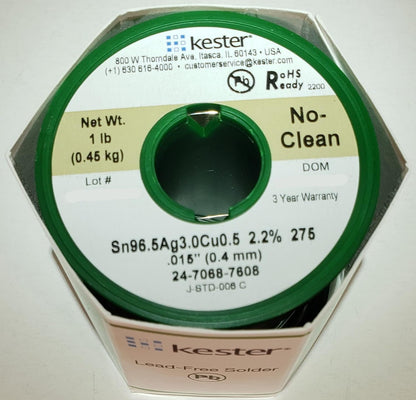 kester®
800 W Thorndale Ave, Itasca, IL 60143 • USA
(+1) 630 616-4000 • customerservice@kester.com
Pb
RoHS
Ready 2200
Net Wt.
1 lb
(0.45 kg)
No-
Clean
Lot #
DOM
3 Year Warranty
Sn96.5Ag3.0Cu0.5 2.2% 275
.015" (0.4 mm)
24-7068-7608
J-STD-006 C
kester®
Lead-Free Solder
Pb